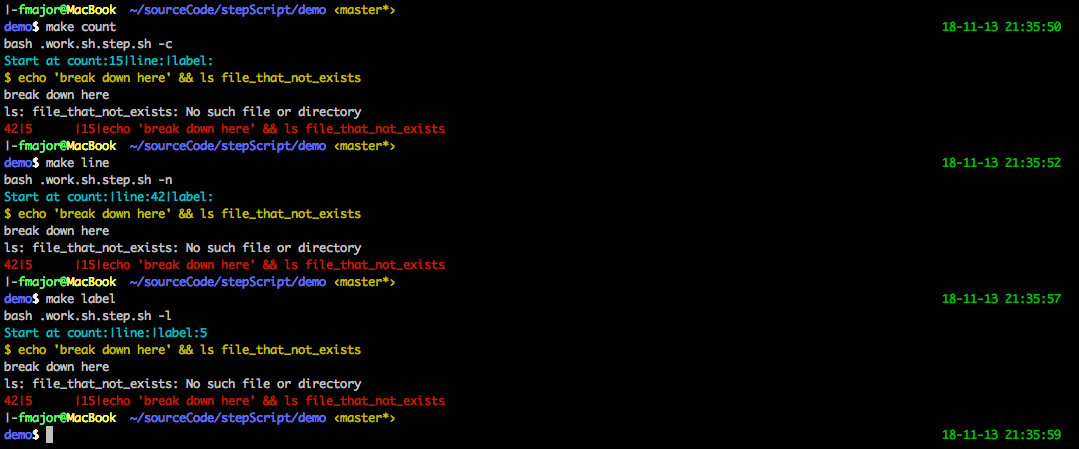 |-fmajor@MacBook  ~/sourceCode/stepScript/demo ‹master*›
demo$ make count 18-11-13 21:35:50
bash .work.sh.step.sh -c
Start at count:15|line:|label:
$ echo 'break down here' && ls file_that_not_exists
break down here
ls: file_that_not_exists: No such file or directory
42|5      |15|echo 'break down here' && ls file_that_not_exists
|-fmajor@MacBook  ~/sourceCode/stepScript/demo ‹master*›
demo$ make line 18-11-13 21:35:52
bash .work.sh.step.sh -n
Start at count:|line:42|label:
$ echo 'break down here' && ls file_that_not_exists
break down here
ls: file_that_not_exists: No such file or directory
42|5      |15|echo 'break down here' && ls file_that_not_exists
|-fmajor@MacBook  ~/sourceCode/stepScript/demo ‹master*›
demo$ make label 18-11-13 21:35:57
bash .work.sh.step.sh -l
Start at count:|line:|label:5
$ echo 'break down here' && ls file_that_not_exists
break down here
ls: file_that_not_exists: No such file or directory
42|5      |15|echo 'break down here' && ls file_that_not_exists
|-fmajor@MacBook  ~/sourceCode/stepScript/demo ‹master*›
demo$ 18-11-13 21:35:59